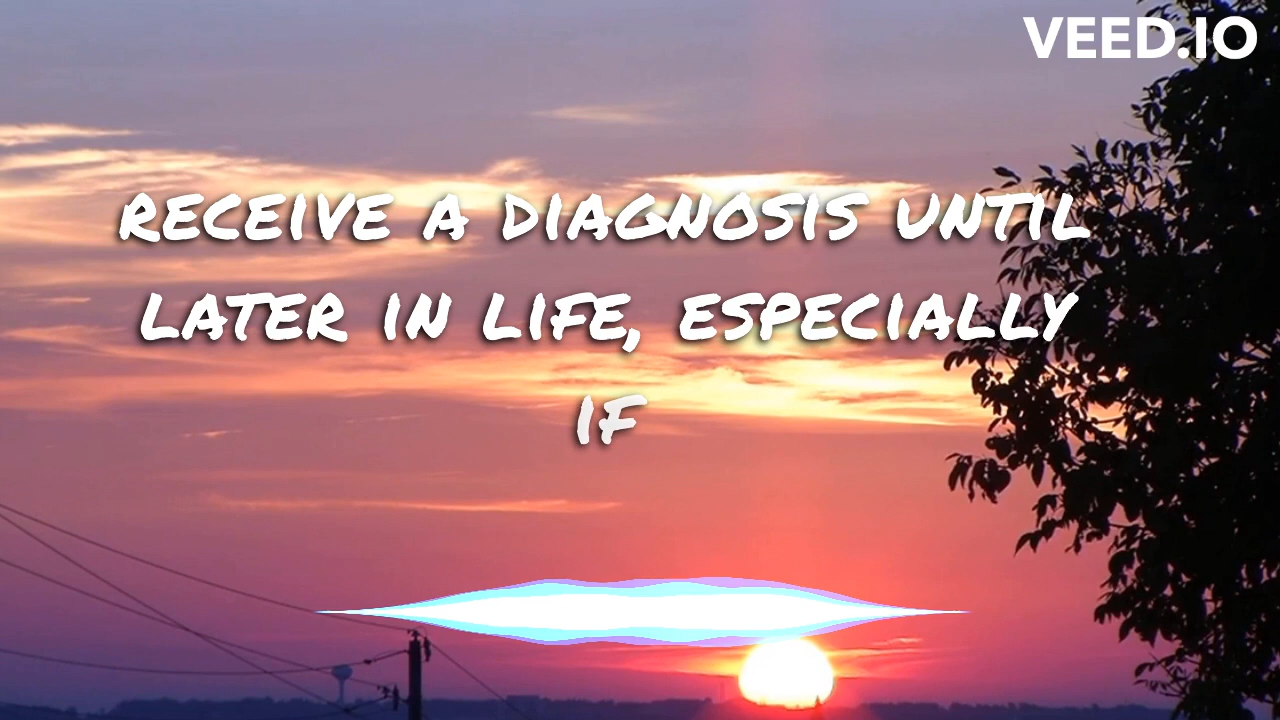 VEED.IO
RECEIVE A DIAGNOSIS UNTIL
LATER IN LIFE, ESPECIALLY
IF